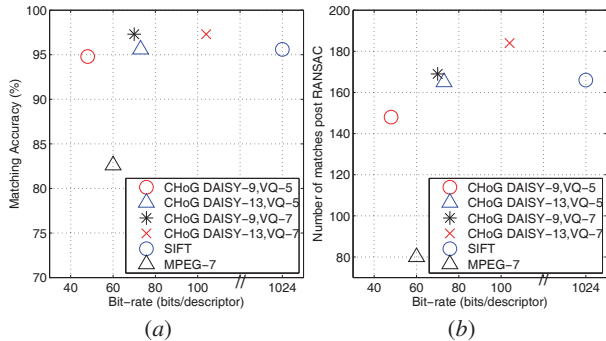 100
95
90
85
80
75
70
Matching Accuracy (%)
CHoG DAISY-9,VQ-5
CHoG DAISY-13,VQ-5
CHoG DAISY-9,VQ-7
CHoG DAISY-13,VQ-7
SIFT
MPEG-7
40 60 80 100 // 1024
Bit-rate (bits/descriptor)
(a)
200
180
160
140
120
100
80
Number of matches post RANSAC
CHoG DAISY-9,VQ-5
CHoG DAISY-13,VQ-5
CHoG DAISY-9,VQ-7
CHoG DAISY-13,VQ-7
SIFT
MPEG-7
40 60 80 100 // 1024
Bit-rate (bits/descriptor)
(b)